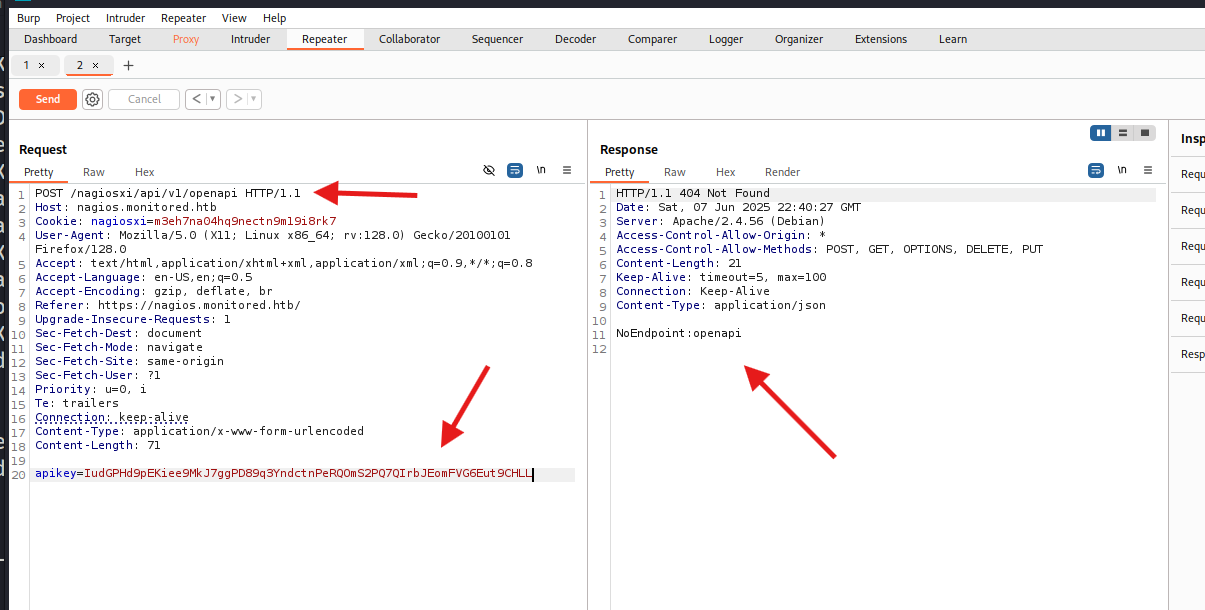 Burp Project Intruder Repeater View Help
Dashboard Target Proxy Intruder Repeater Collaborator Sequencer Decoder Comparer Logger Organizer Extensions Learn
1 × 2 × +
Send Cancel < >
Request
Pretty Raw Hex \n
1 POST /nagiosxi/api/v1/openapi HTTP/1.1
2 Host: nagios.monitored.htb
3 Cookie: nagiosxi=m3eh7na04hq9nectn9m19i8rk7
4 User-Agent: Mozilla/5.0 (X11; Linux x86_64; rv:128.0) Gecko/20100101
Firefox/128.0
5 Accept: text/html,application/xhtml+xml,application/xml;q=0.9,*/*;q=0.8
6 Accept-Language: en-US,en;q=0.5
7 Accept-Encoding: gzip, deflate, br
8 Referer: https://nagios.monitored.htb/
9 Upgrade-Insecure-Requests: 1
10 Sec-Fetch-Dest: document
11 Sec-Fetch-Mode: navigate
12 Sec-Fetch-Site: same-origin
13 Sec-Fetch-User: ?1
14 Priority: u=0, i
15 Te: trailers
16 Connection: keep-alive
17 Content-Type: application/x-www-form-urlencoded
18 Content-Length: 71
19
20 apikey=IudGPHd9pEKiee9MkJ7ggPD89q3YndctnPeRQOmS2PQ7QIrbJEomFVG6Eut9CHLL
Response
Pretty Raw Hex Render \n
1 HTTP/1.1 404 Not Found
2 Date: Sat, 07 Jun 2025 22:40:27 GMT
3 Server: Apache/2.4.56 (Debian)
4 Access-Control-Allow-Origin: *
5 Access-Control-Allow-Methods: POST, GET, OPTIONS, DELETE, PUT
6 Content-Length: 21
7 Keep-Alive: timeout=5, max=100
8 Connection: Keep-Alive
9 Content-Type: application/json
10
11 NoEndpoint:openapi
12
Insp
Requ
Requ
Requ
Requ
Requ
Resp